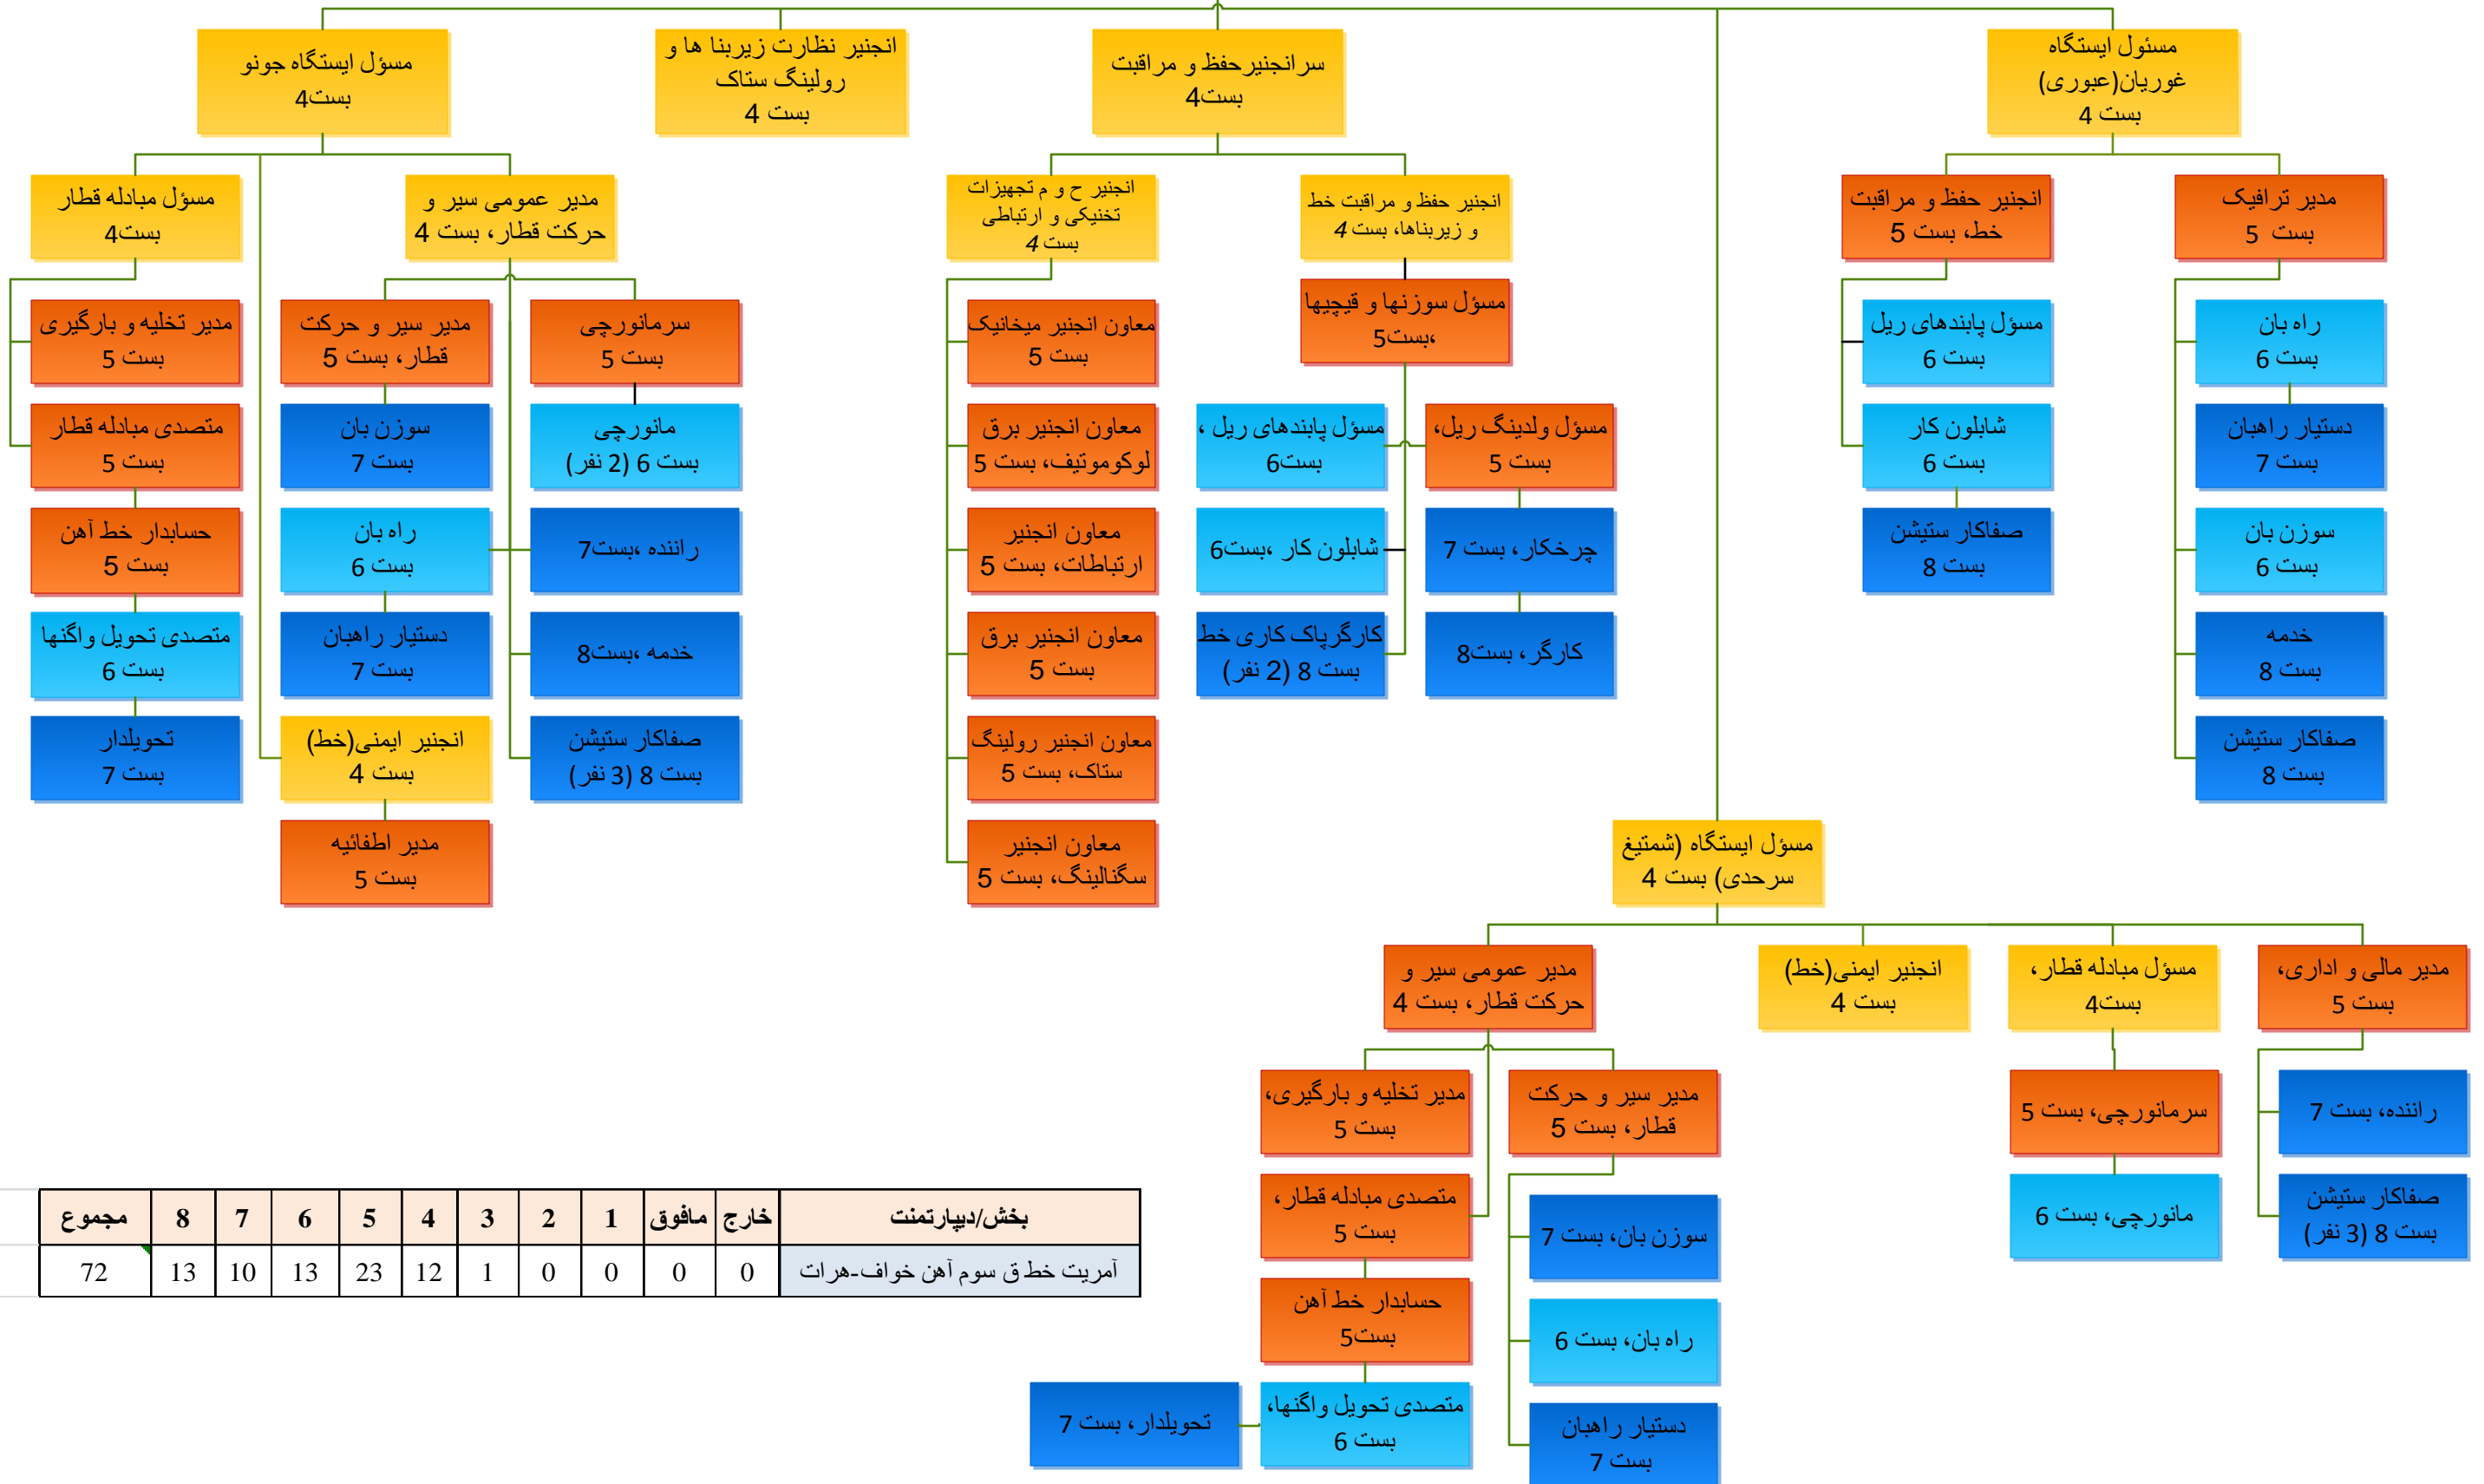 مسئول ایستگاه
غوریان(عبوری)
بست 4
سرانجنیرحفظ و مراقبت
بست4
انجنیر نظارت زیربنا ها و
رولینگ ستاک
بست 4
مسؤل ایستگاه جونو
بست4
مدیر ترافیک
بست 5
انجنیر حفظ و مراقبت
خط، بست 5
انجنیر حفظ و مراقبت خط
و زیربناها، بست 4
انجنیر ح و م تجهیزات
تخنیکی و ارتباطی
بست 4
مدیر عمومی سیر و
حرکت قطار، بست 4
مسؤل مبادله قطار
بست4
راه بان
بست 6
دستیار راهبان
بست 7
سوزن بان
بست 6
خدمه
بست 8
صفاکار ستیشن
بست 8
مسؤل پابندهای ریل
بست 6
شابلون کار
بست 6
صفاکار ستیشن
بست 8
مسؤل سوزنها و قیچیها
،بست5
مسؤل ولدینگ ریل،
بست 5
چرخکار، بست 7
کارگر، بست8
مسؤل پابندهای ریل ،
بست6
شابلون کار ،بست6
کارگرپاک کاری خط
بست 8 (2 نفر)
معاون انجنیر میخانیک
بست 5
معاون انجنیر برق
لوکوموتیف، بست 5
معاون انجنیر
ارتباطات، بست 5
معاون انجنیر برق
بست 5
معاون انجنیر رولینگ
ستاک، بست 5
معاون انجنیر
سگنالینگ، بست 5
سرمانورچی
بست 5
مانورچی
بست 6 (2 نفر)
راننده ،بست7
خدمه ،بست8
صفاکار ستیشن
بست 8 (3 نفر)
مدیر سیر و حرکت
قطار، بست 5
سوزن بان
بست 7
راه بان
بست 6
دستیار راهبان
بست 7
انجنیر ایمنی(خط)
بست 4
مدیر اطفائیه
بست 5
مدیر تخلیه و بارگیری
بست 5
متصدی مبادله قطار
بست 5
حسابدار خط آهن
بست 5
متصدی تحویل واگنها
بست 6
تحویلدار
بست 7
مسؤل ایستگاه (شمتیغ
سرحدی) بست 4
مدیر مالی و اداری،
بست 5
مسؤل مبادله قطار،
بست4
انجنیر ایمنی(خط)
بست 4
مدیر عمومی سیر و
حرکت قطار، بست 4
راننده، بست 7
صفاکار ستیشن
بست 8 (3 نفر)
سرمانورچی، بست 5
مانورچی، بست 6
مدیر سیر و حرکت
قطار، بست 5
سوزن بان، بست 7
راه بان، بست 6
دستیار راهبان
بست 7
مدیر تخلیه و بارگیری،
بست 5
متصدی مبادله قطار،
بست 5
حسابدار خط آهن
بست5
متصدی تحویل واگنها،
بست 6
تحویلدار، بست 7
بخش/دیپارتمنت خارج مافوق 1 2 3 4 5 6 7 8 مجموع
آمریت خط ق سوم آهن خواف-هرات 0 0 0 0 1 12 23 13 10 13 72